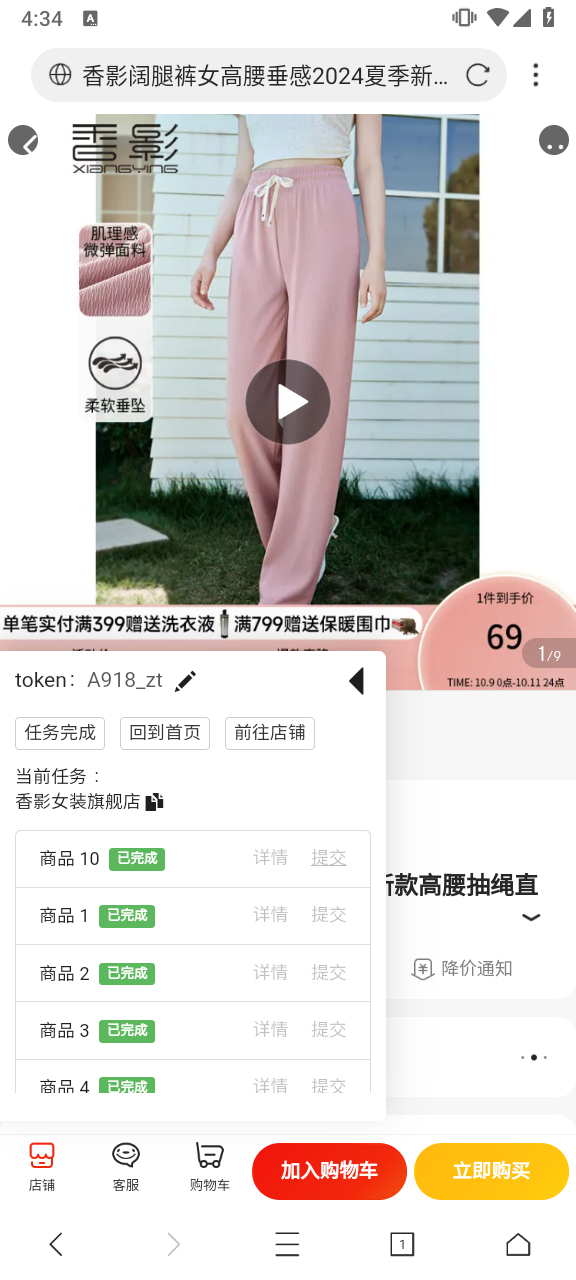 4:34
A
香影阔腿裤女高腰垂感2024夏季新…
香影
XIANGYING
肌理感
微弹面料
柔软垂坠
1件到手价
单笔实付满399赠送洗衣液 满799赠送保暖围巾
69
1/9
TIME: 10.9 0点-10.11 24点
token： A918_zt
任务完成 回到首页 前往店铺
当前任务 ：
香影女装旗舰店
商品 10 已完成 详情 提交
新款高腰抽绳直
商品 1 已完成 详情 提交
商品 2 已完成 详情 提交
降价通知
商品 3 已完成 详情 提交
商品 4 已完成 详情 提交
店铺 客服 购物车 加入购物车 立即购买
1